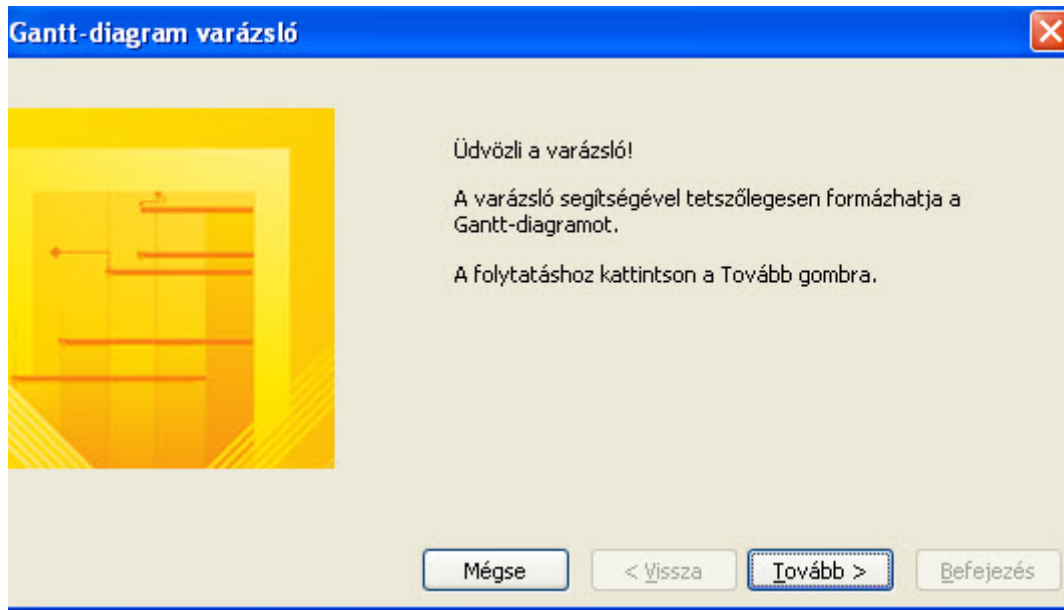 Gantt-diagram varázsló
Üdvözli a varázsló!
A varázsló segítségével tetszőlegesen formázhatja a
Gantt-diagramot.
A folytatáshoz kattintson a Tovább gombra.
Mégse
< Vissza
Tovább >
Befejezés